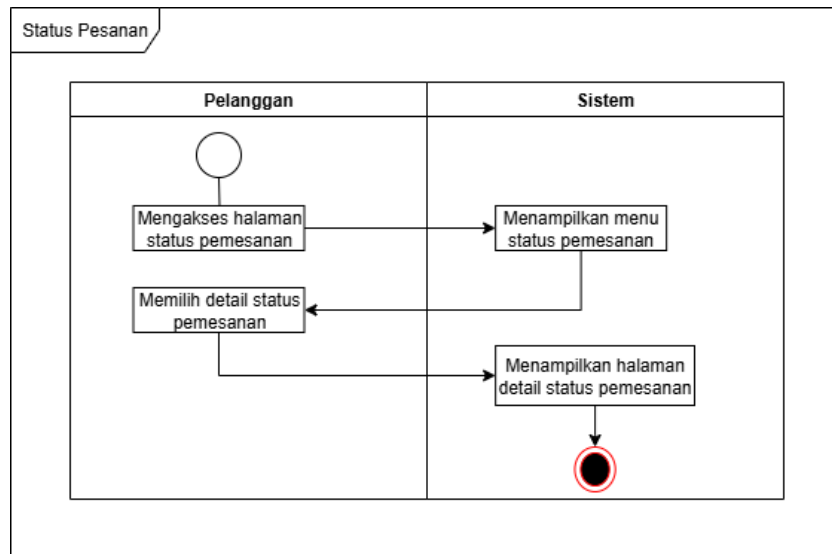 Status Pesanan
Pelanggan
Sistem
Mengakses halaman
status pemesanan
Menampilkan menu
status pemesanan
Memilih detail status
pemesanan
Menampilkan halaman
detail status pemesanan